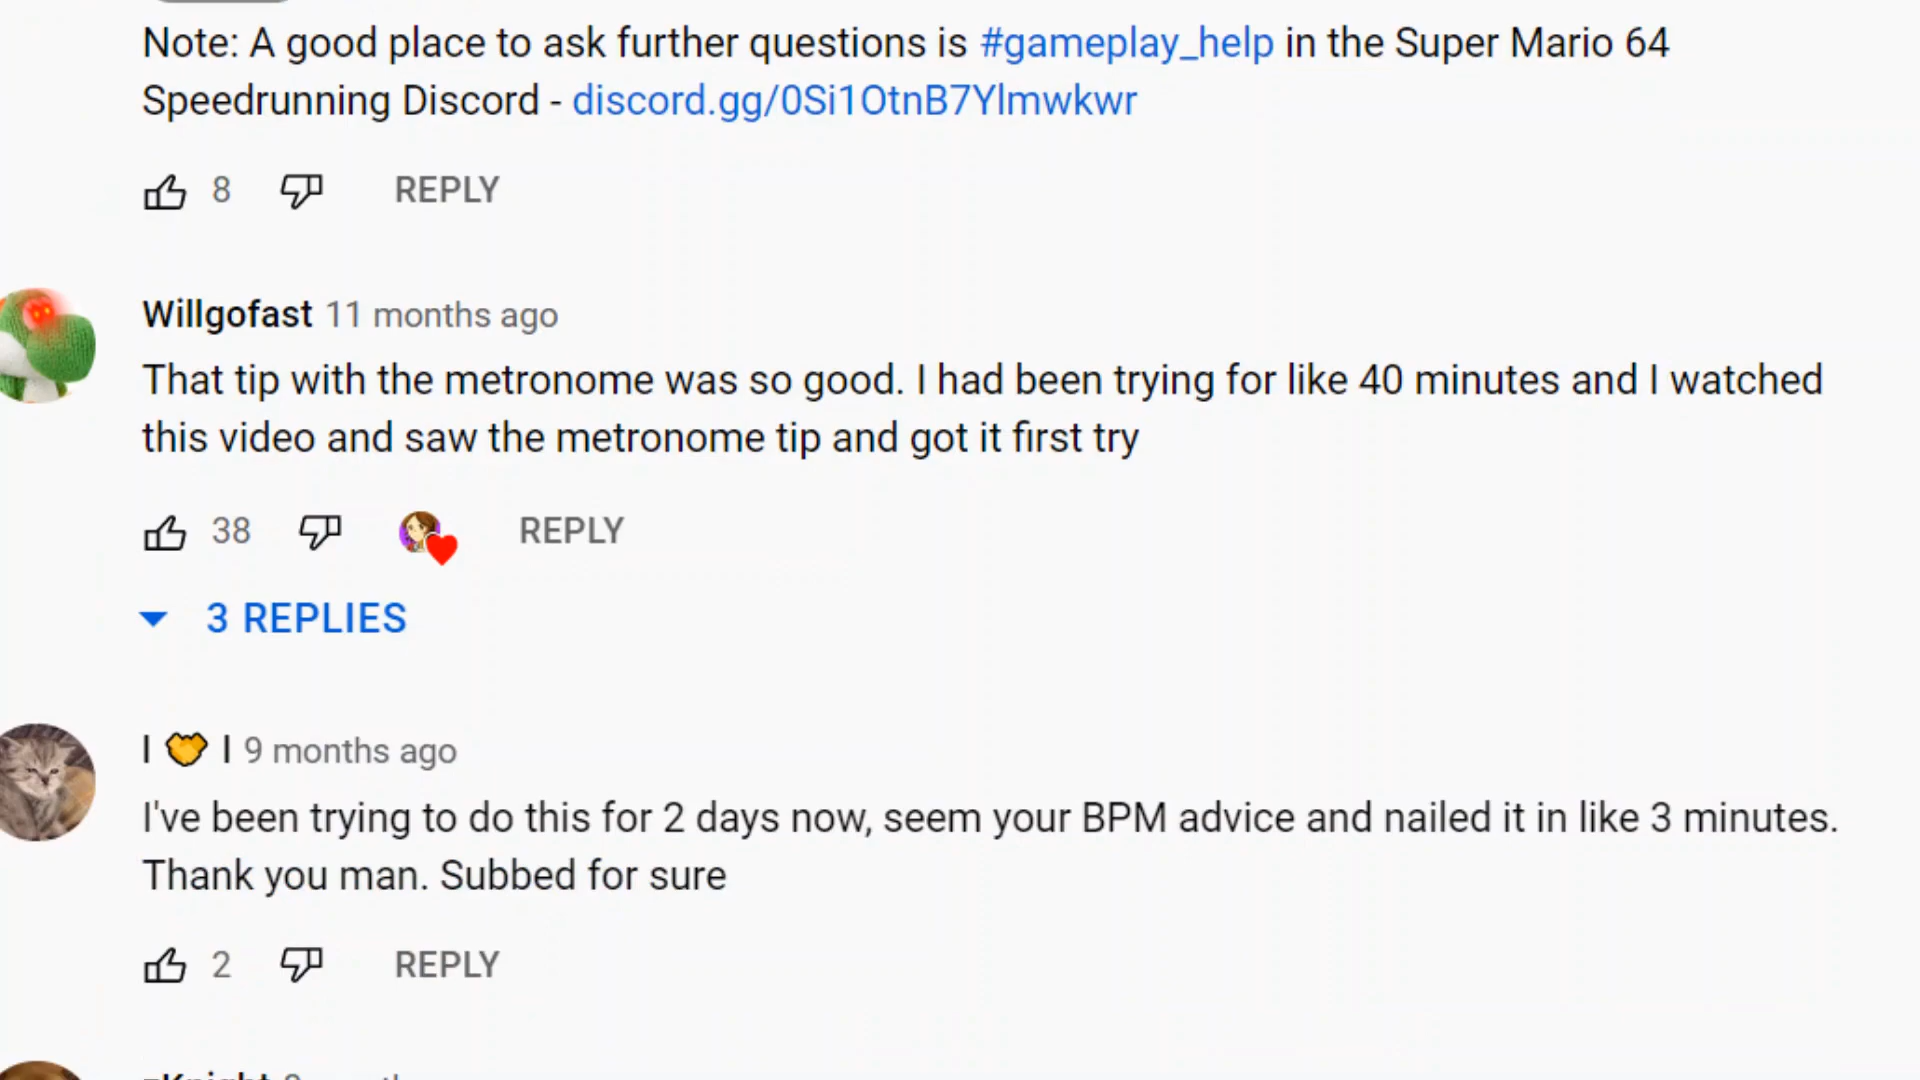 Note: A good place to ask further questions is #gameplay_help in the Super Mario 64
Speedrunning Discord - discord.gg/0Si1OtnB7Ylmwkwr
8 REPLY
Willgofast 11 months ago
That tip with the metronome was so good. I had been trying for like 40 minutes and I watched
this video and saw the metronome tip and got it first try
38 REPLY
3 REPLIES
I I 9 months ago
I've been trying to do this for 2 days now, seem your BPM advice and nailed it in like 3 minutes.
Thank you man. Subbed for sure
2 REPLY